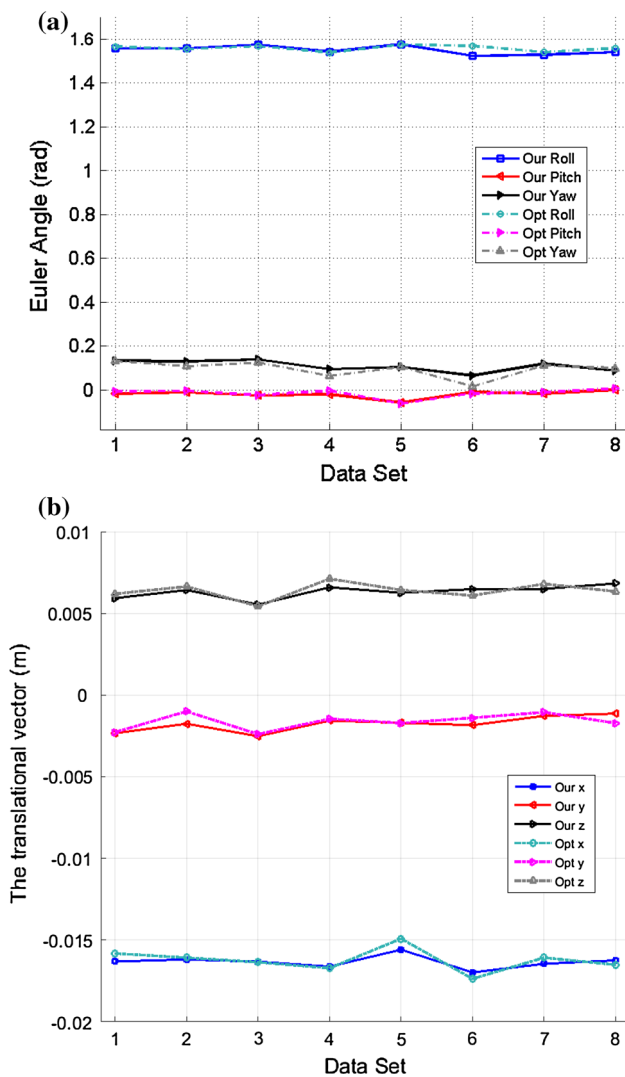 (a)
1.6
1.4
1.2
1
0.8
0.6
0.4
0.2
0
Euler Angle (rad)
Our Roll
Our Pitch
Our Yaw
Opt Roll
Opt Pitch
Opt Yaw
1 2 3 4 5 6 7 8
Data Set
(b)
0.01
0.005
0
-0.005
-0.01
-0.015
-0.02
The translational vector (m)
Our x
Our y
Our z
Opt x
Opt y
Opt z
1 2 3 4 5 6 7 8
Data Set